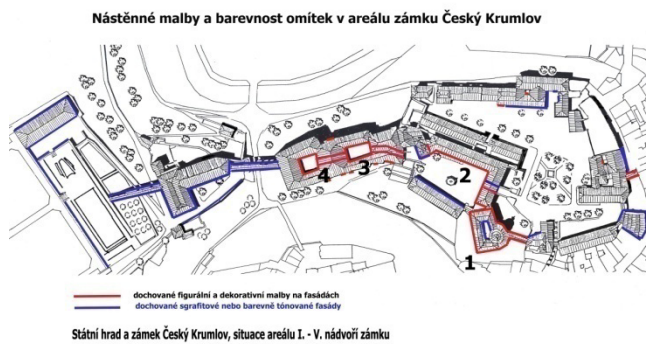 Nástěnné malby a barevnost omítek v areálu zámku Český Krumlov
4
3
2
1
dochované figurální a dekorativní malby na fasádách
dochované sgrafitové nebo barevně tónované fasády
Státní hrad a zámek Český Krumlov, situace areálu I. - V. nádvoří zámku